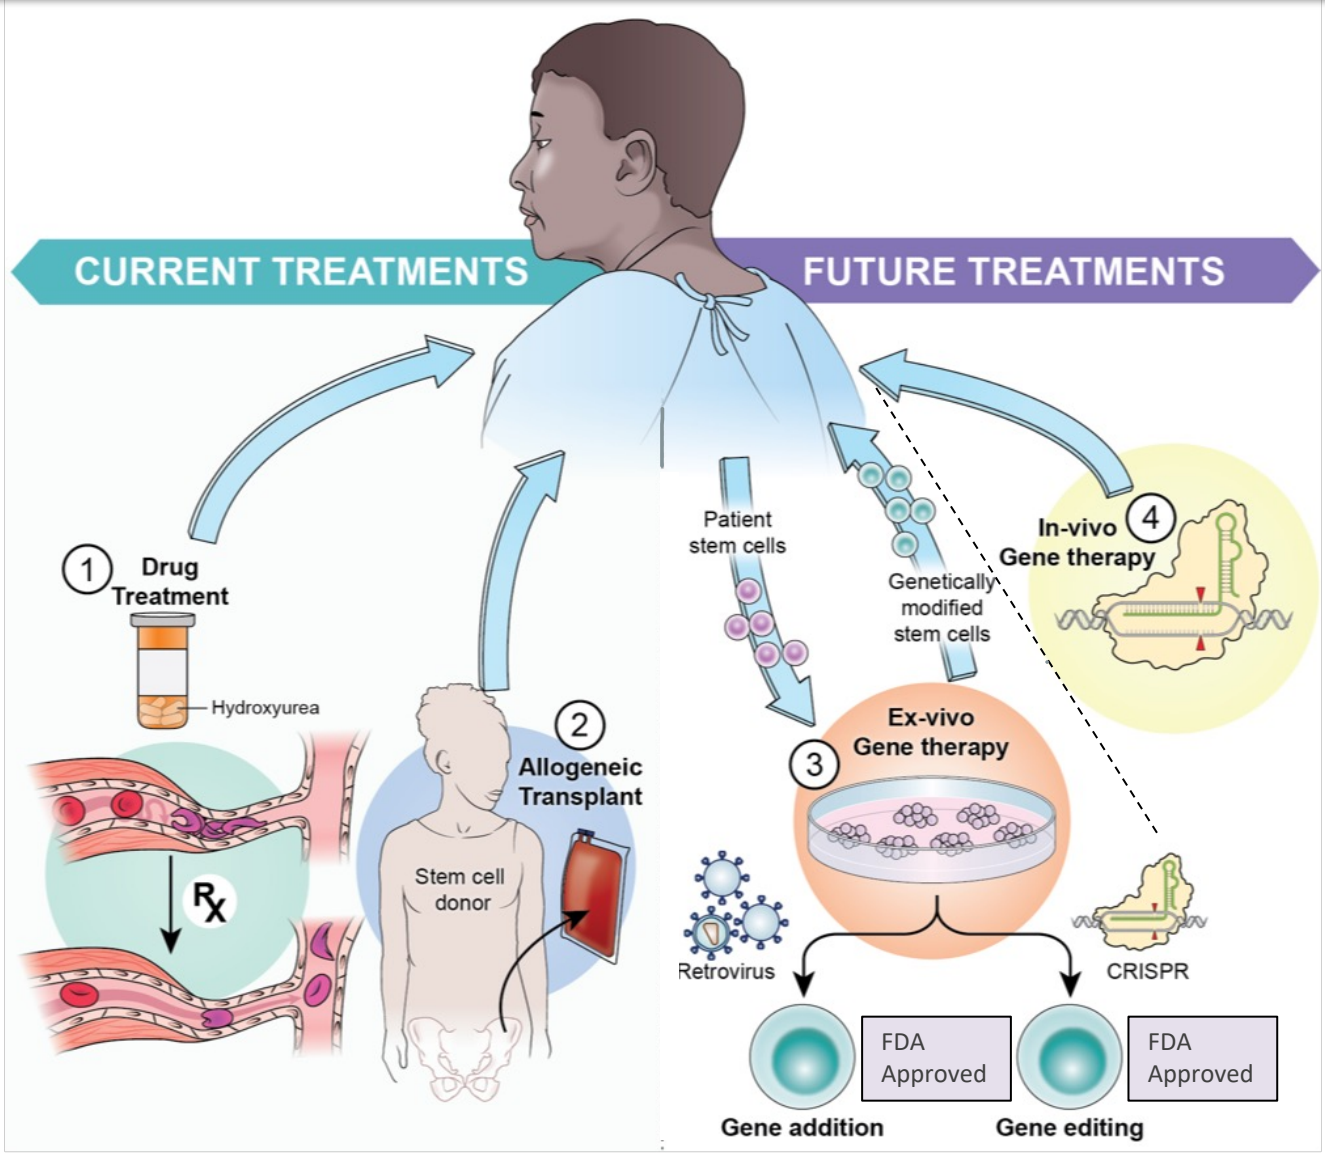 CURRENT TREATMENTS
FUTURE TREATMENTS
1
Drug
Treatment
Hydroxyurea
Rx
2
Allogeneic
Transplant
Stem cell
donor
Patient
stem cells
Genetically
modified
stem cells
4
In-vivo
Gene therapy
3
Ex-vivo
Gene therapy
Retrovirus
CRISPR
FDA
Approved
Gene addition
FDA
Approved
Gene editing